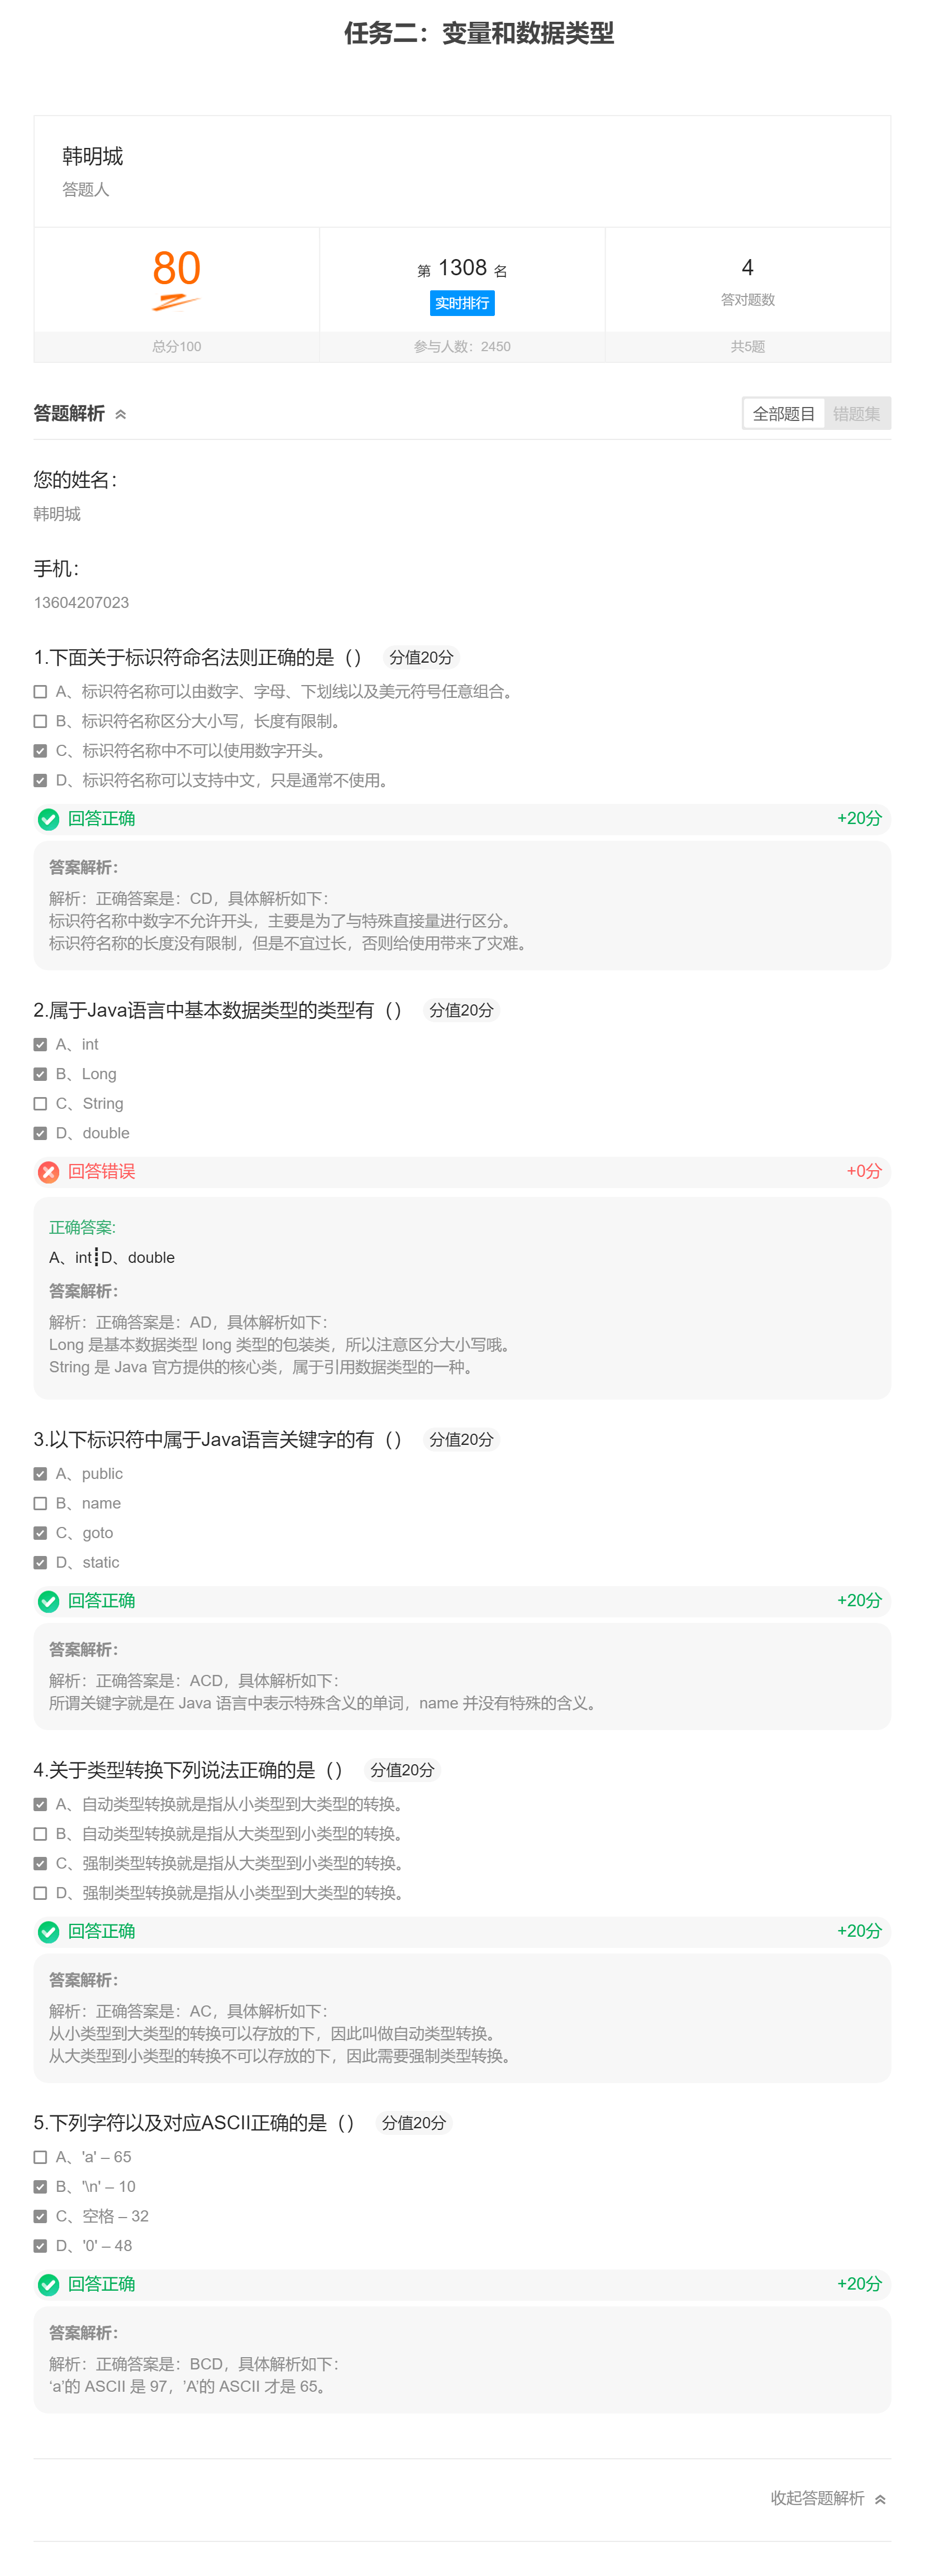 任务二：变量和数据类型
韩明城
答题人
80
总分100
第 1308 名
实时排行
参与人数：2450
4
答对题数
共5题
答题解析
全部题目 错题集
您的姓名：
韩明城
手机：
13604207023
1.下面关于标识符命名法则正确的是（） 分值20分
A、标识符名称可以由数字、字母、下划线以及美元符号任意组合。
B、标识符名称区分大小写，长度有限制。
C、标识符名称中不可以使用数字开头。
D、标识符名称可以支持中文，只是通常不使用。
回答正确 +20分
答案解析：
解析：正确答案是：CD，具体解析如下：
标识符名称中数字不允许开头，主要是为了与特殊直接量进行区分。
标识符名称的长度没有限制，但是不宜过长，否则给使用带来了灾难。
2.属于Java语言中基本数据类型的类型有（） 分值20分
A、int
B、Long
C、String
D、double
回答错误 +0分
正确答案:
A、int┋D、double
答案解析：
解析：正确答案是：AD，具体解析如下：
Long 是基本数据类型 long 类型的包装类，所以注意区分大小写哦。
String 是 Java 官方提供的核心类，属于引用数据类型的一种。
3.以下标识符中属于Java语言关键字的有（） 分值20分
A、public
B、name
C、goto
D、static
回答正确 +20分
答案解析：
解析：正确答案是：ACD，具体解析如下：
所谓关键字就是在 Java 语言中表示特殊含义的单词，name 并没有特殊的含义。
4.关于类型转换下列说法正确的是（） 分值20分
A、自动类型转换就是指从小类型到大类型的转换。
B、自动类型转换就是指从大类型到小类型的转换。
C、强制类型转换就是指从大类型到小类型的转换。
D、强制类型转换就是指从小类型到大类型的转换。
回答正确 +20分
答案解析：
解析：正确答案是：AC，具体解析如下：
从小类型到大类型的转换可以存放的下，因此叫做自动类型转换。
从大类型到小类型的转换不可以存放的下，因此需要强制类型转换。
5.下列字符以及对应ASCII正确的是（） 分值20分
A、'a' – 65
B、'\n' – 10
C、空格 – 32
D、'0' – 48
回答正确 +20分
答案解析：
解析：正确答案是：BCD，具体解析如下：
‘a’的 ASCII 是 97，’A’的 ASCII 才是 65。
收起答题解析